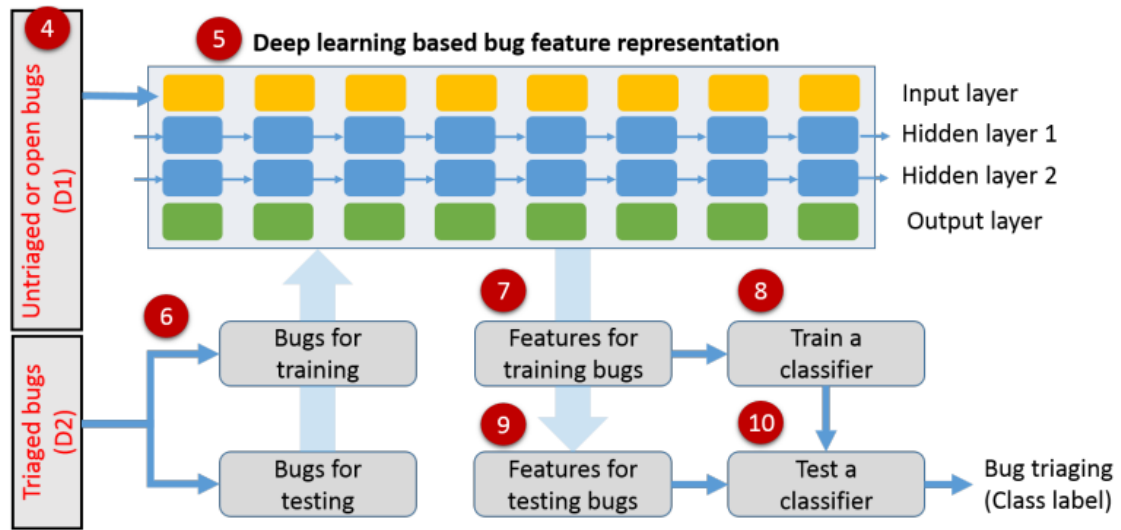 4
Untriaged or open bugs
(D1)
5
Deep learning based bug feature representation
Input layer
Hidden layer 1
Hidden layer 2
Output layer
Triaged bugs
(D2)
6
Bugs for
training
7
Features for
training bugs
8
Train a
classifier
Bugs for
testing
9
Features for
testing bugs
10
Test a
classifier
Bug triaging
(Class label)